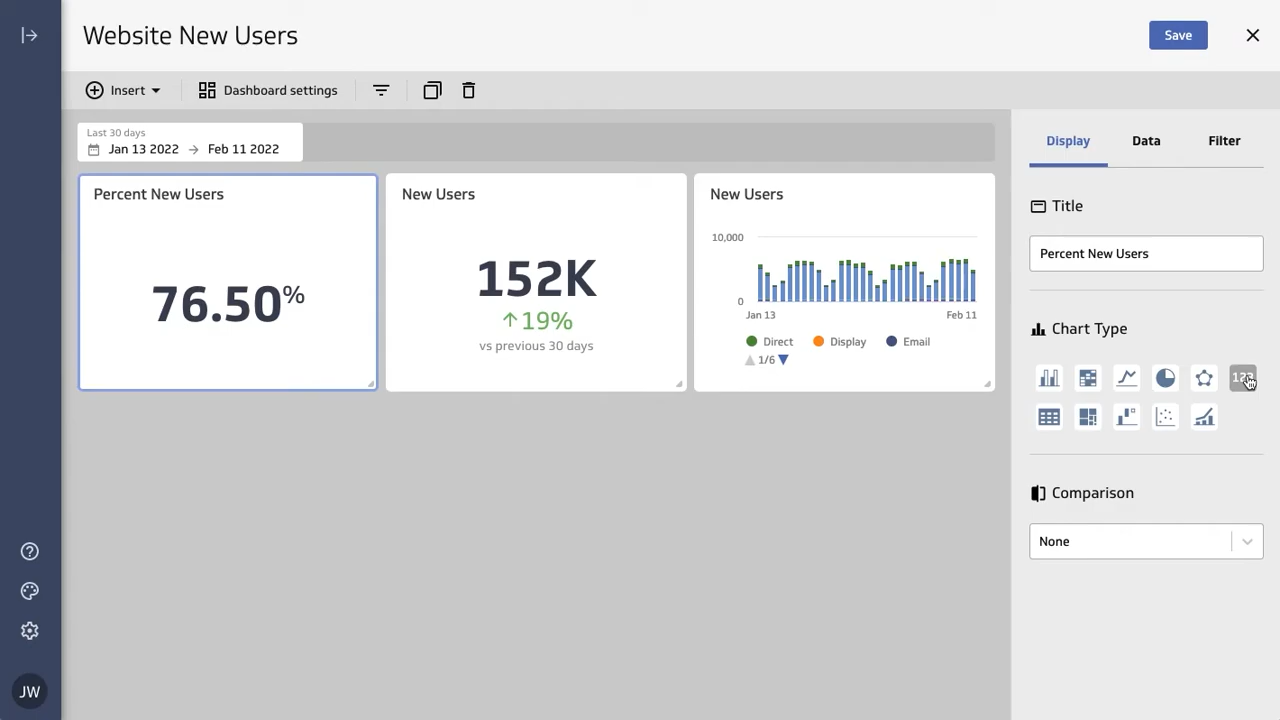 Website New Users
Save
Insert
Dashboard settings
Last 30 days
Jan 13 2022 → Feb 11 2022
Display Data Filter
Percent New Users
76.50%
New Users
152K
↑19%
vs previous 30 days
New Users
10,000
0
Jan 13 Feb 11
Direct Display Email
1/6
Title
Percent New Users
Chart Type
Comparison
None
JW